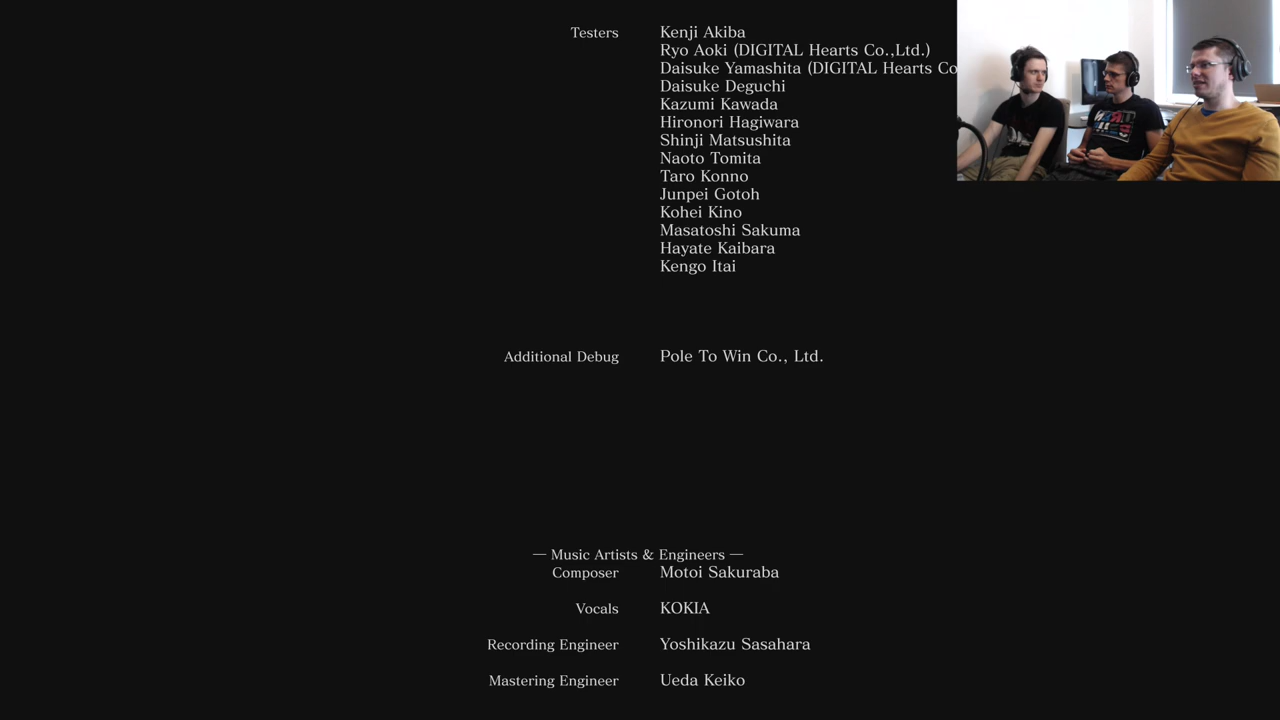 Testers Kenji Akiba
Ryo Aoki (DIGITAL Hearts Co.,Ltd.)
Daisuke Yamashita (DIGITAL Hearts Co
Daisuke Deguchi
Kazumi Kawada
Hironori Hagiwara
Shinji Matsushita
Naoto Tomita
Taro Konno
Junpei Gotoh
Kohei Kino
Masatoshi Sakuma
Hayate Kaibara
Kengo Itai
Additional Debug Pole To Win Co., Ltd.
— Music Artists & Engineers —
Composer Motoi Sakuraba
Vocals KOKIA
Recording Engineer Yoshikazu Sasahara
Mastering Engineer Ueda Keiko